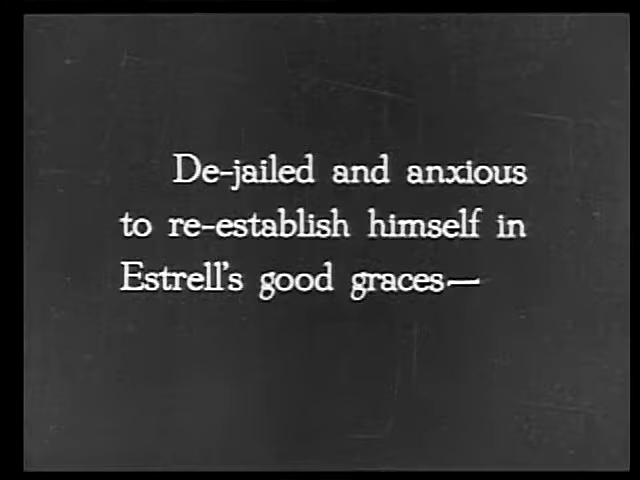 De-jailed and anxious
to re-establish himself in
Estrell's good graces—